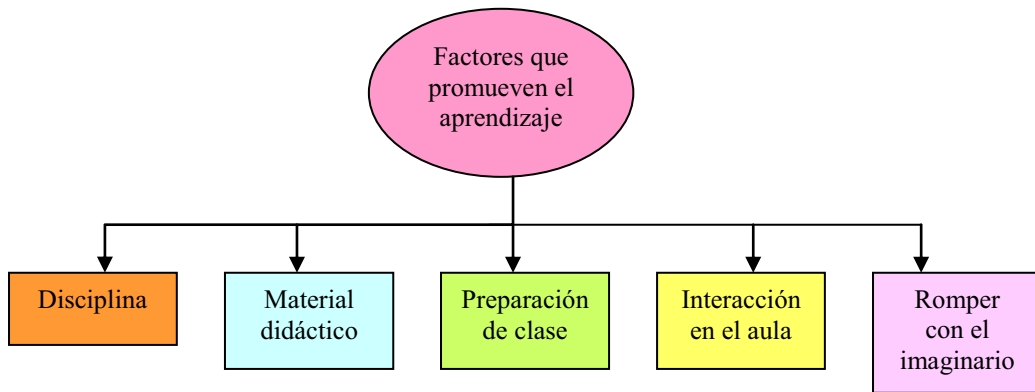 Factores que
promueven el
aprendizaje
Disciplina
Material
didáctico
Preparación
de clase
Interacción
en el aula
Romper
con el
imaginario